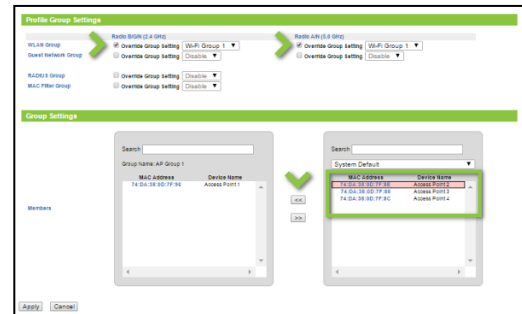 Profile Group Settings
Radio B/G/N (2.4 GHz) Radio A/N (5.0 GHz)
WLAN Group Override Group Setting Wi-Fi Group 1 Override Group Setting Wi-Fi Group 1
Guest Network Group Override Group Setting Disable Override Group Setting Disable
RADIUS Group Override Group Setting Disable
MAC Filter Group Override Group Setting Disable
Group Settings
Search Search
Group Name: AP Group 1 System Default
MAC Address Device Name MAC Address Device Name
74:DA:38:0D:7F:96 Access Point 1 74:DA:38:0D:7F:8E Access Point 2
74:DA:38:0D:7F:88 Access Point 3
74:DA:38:0D:7F:9C Access Point 4
<<
Members
>>
Apply Cancel